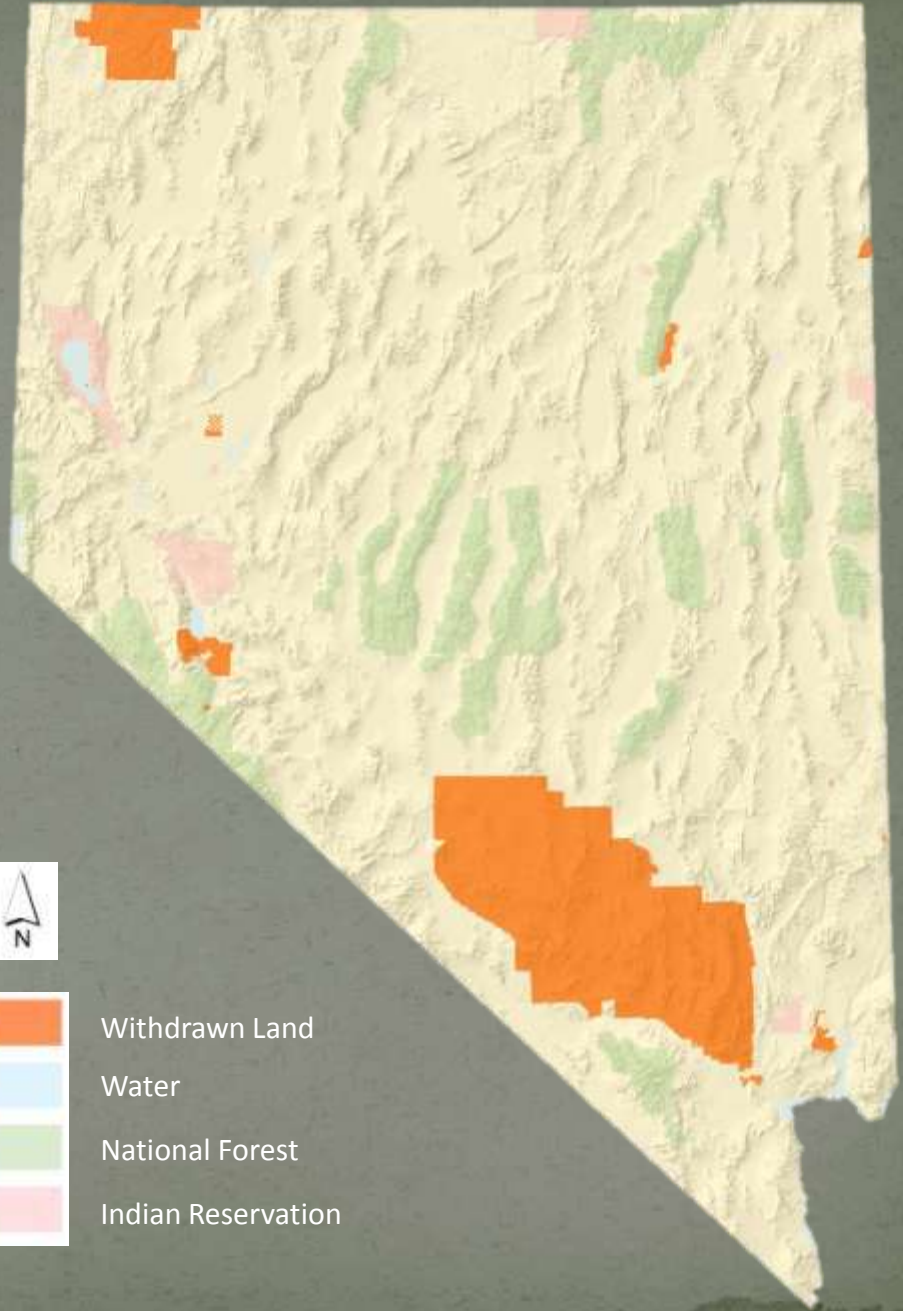 N
Withdrawn Land
Water
National Forest
Indian Reservation